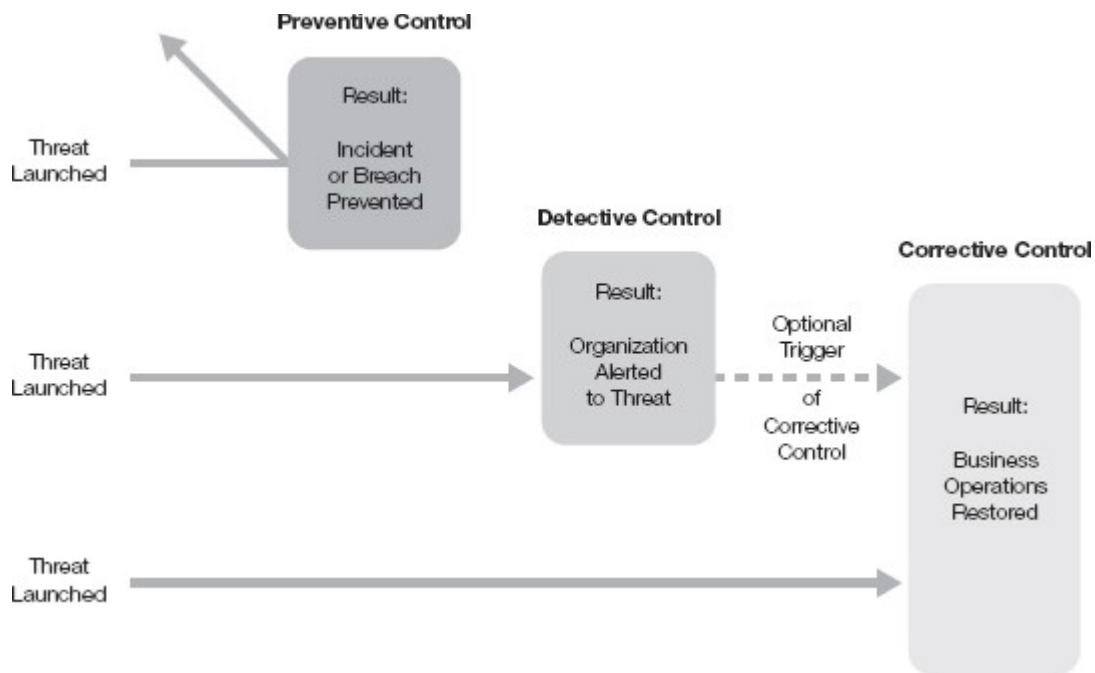 Preventive Control
Result:
Incident
or Breach
Prevented
Threat
Launched
Detective Control
Result:
Organization
Alerted
to Threat
Threat
Launched
Optional
Trigger
of
Corrective
Control
Corrective Control
Result:
Business
Operations
Restored
Threat
Launched